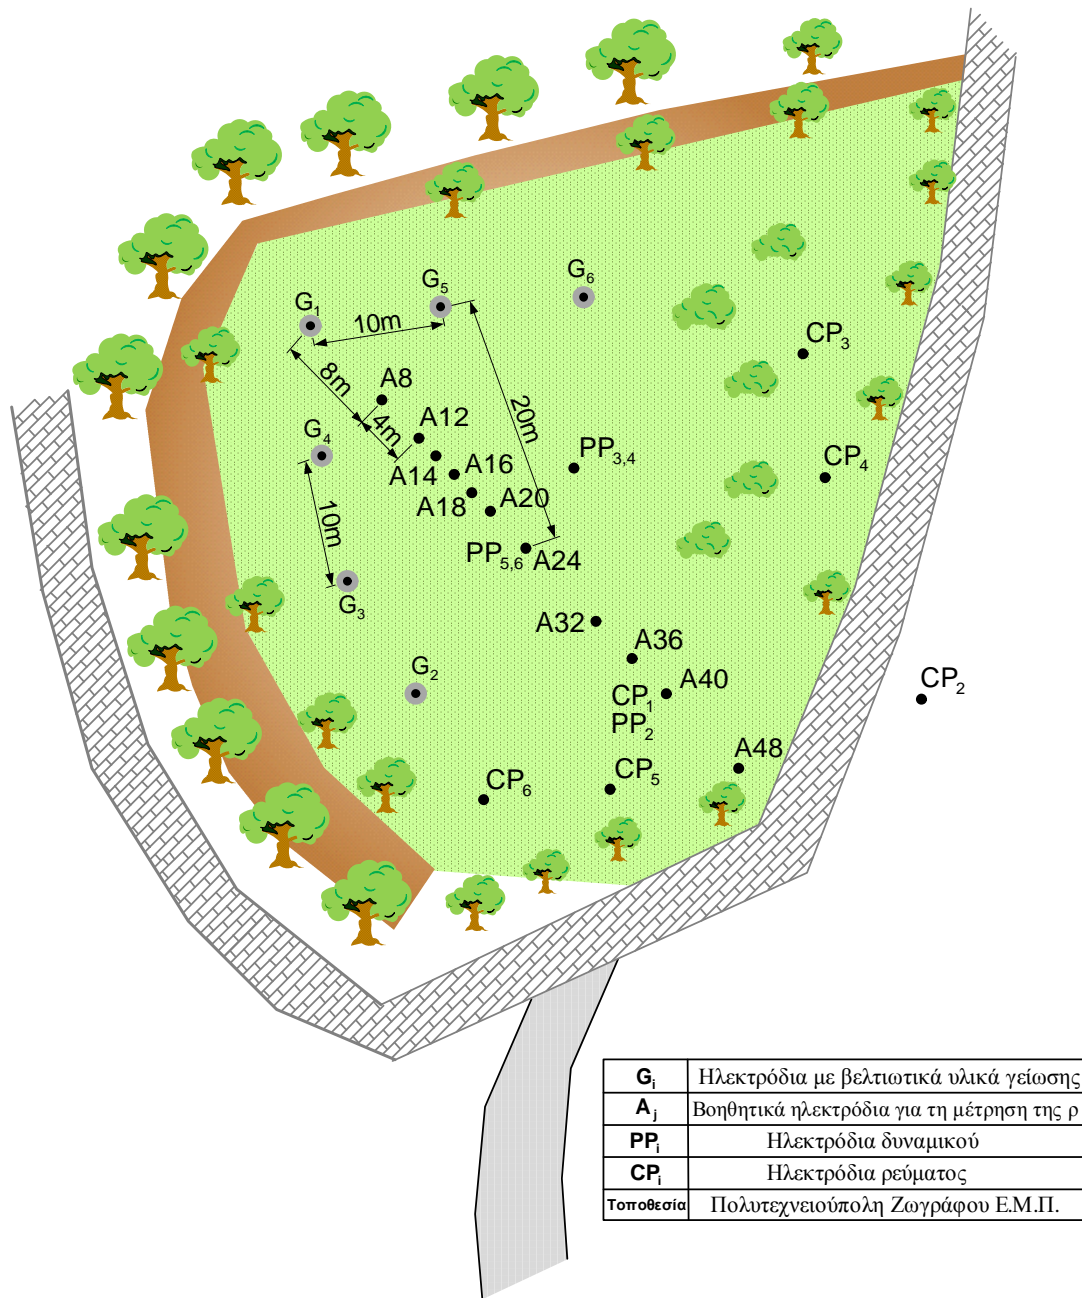 G₆
G₅
G₁
10m
CP₃
8m
A8
20m
4m
A12
G₄
PP₃,₄
A14
A16
CP₄
A18
A20
10m
PP₅,₆
A24
G₃
A32
A36
G₂
A40
CP₁
PP₂
CP₂
A48
CP₅
CP₆
Gᵢ Ηλεκτρόδια με βελτιωτικά υλικά γείωσης
Aⱼ Βοηθητικά ηλεκτρόδια για τη μέτρηση της ρ
PPᵢ Ηλεκτρόδια δυναμικού
CPᵢ Ηλεκτρόδια ρεύματος
Τοποθεσία Πολυτεχνειούπολη Ζωγράφου Ε.Μ.Π.